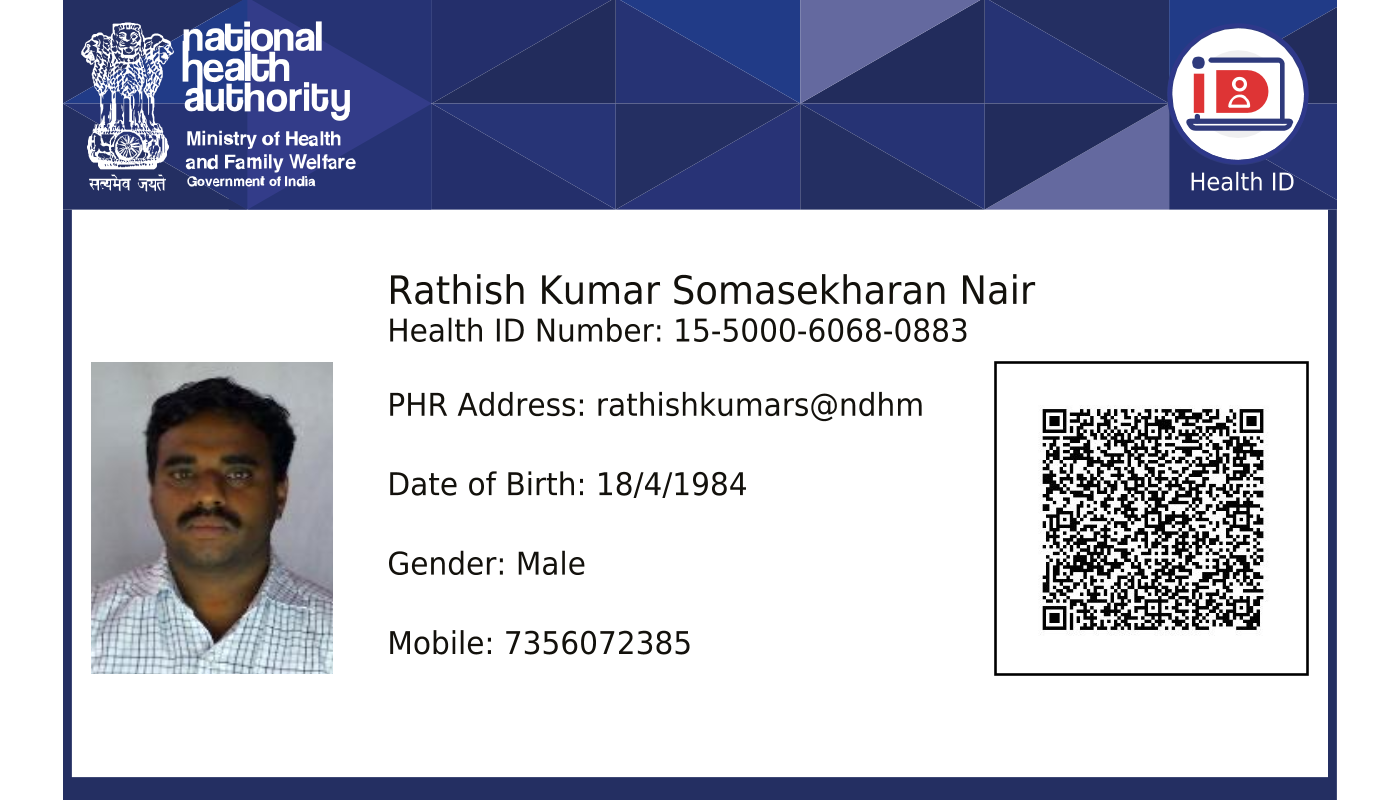 national
health
authority
Ministry of Health
and Family Welfare
Government of India
सत्यमेव जयते
iD
Health ID
Rathish Kumar Somasekharan Nair
Health ID Number: 15-5000-6068-0883
PHR Address: rathishkumars@ndhm
Date of Birth: 18/4/1984
Gender: Male
Mobile: 7356072385